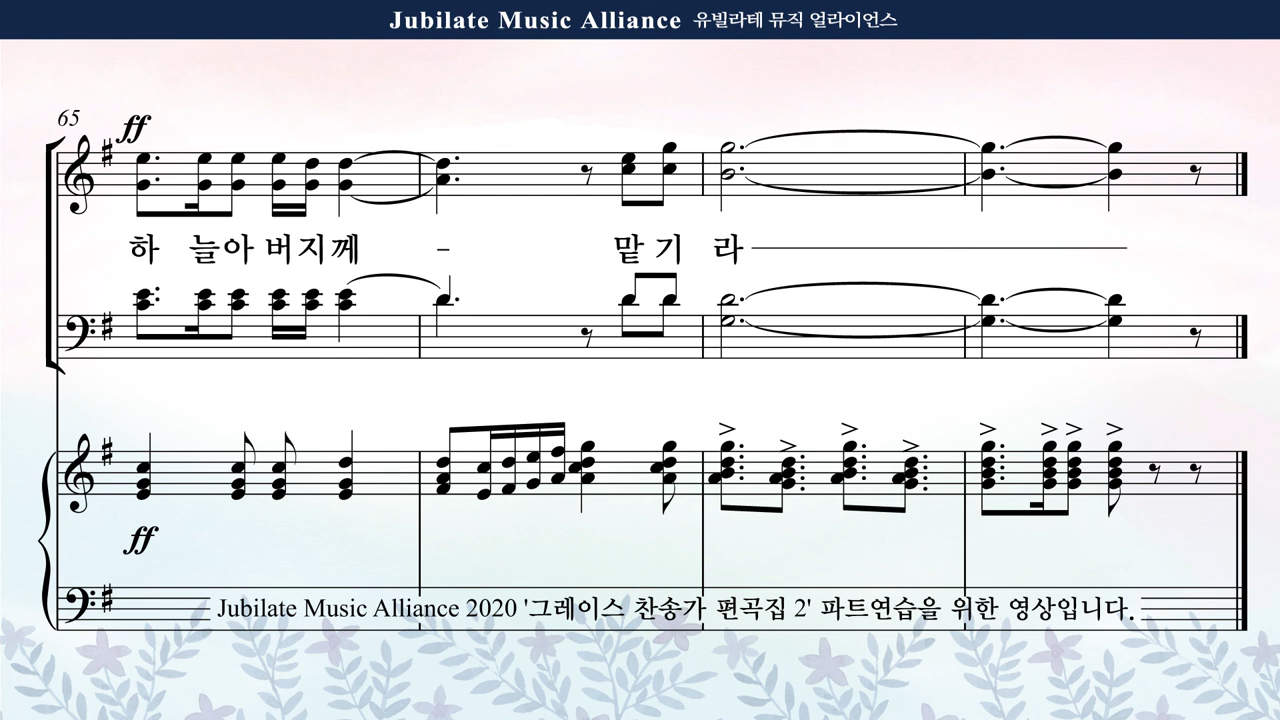 Jubilate Music Alliance 유빌라테 뮤직 얼라이언스
65
ff
하 늘아 버지께 - 맡 기 라
ff
Jubilate Music Alliance 2020 '그레이스 찬송가 편곡집 2' 파트연습을 위한 영상입니다.